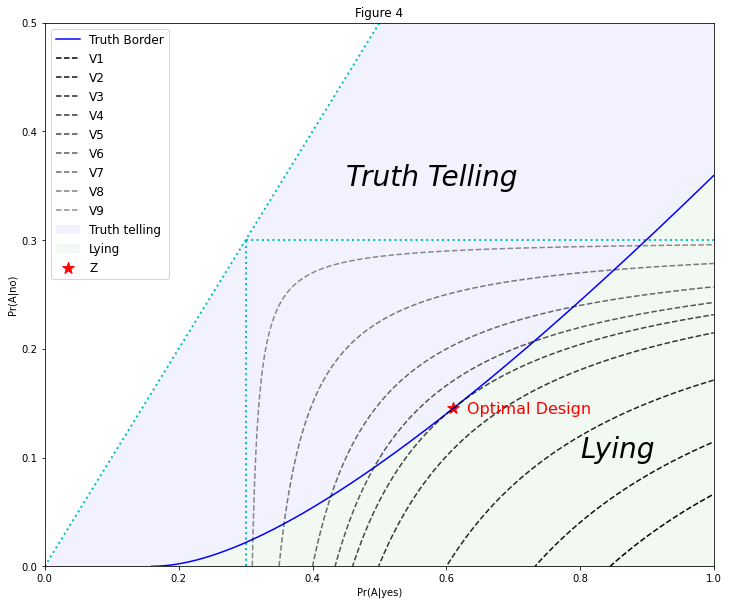 Figure 4
Truth Border
V1
V2
V3
V4
V5
V6
V7
V8
V9
Truth telling
Lying
Z
Truth Telling
Optimal Design
Lying
Pr(A|no)
0.5
0.4
0.3
0.2
0.1
0.0
0.0 0.2 0.4 0.6 0.8 1.0
Pr(A|yes)